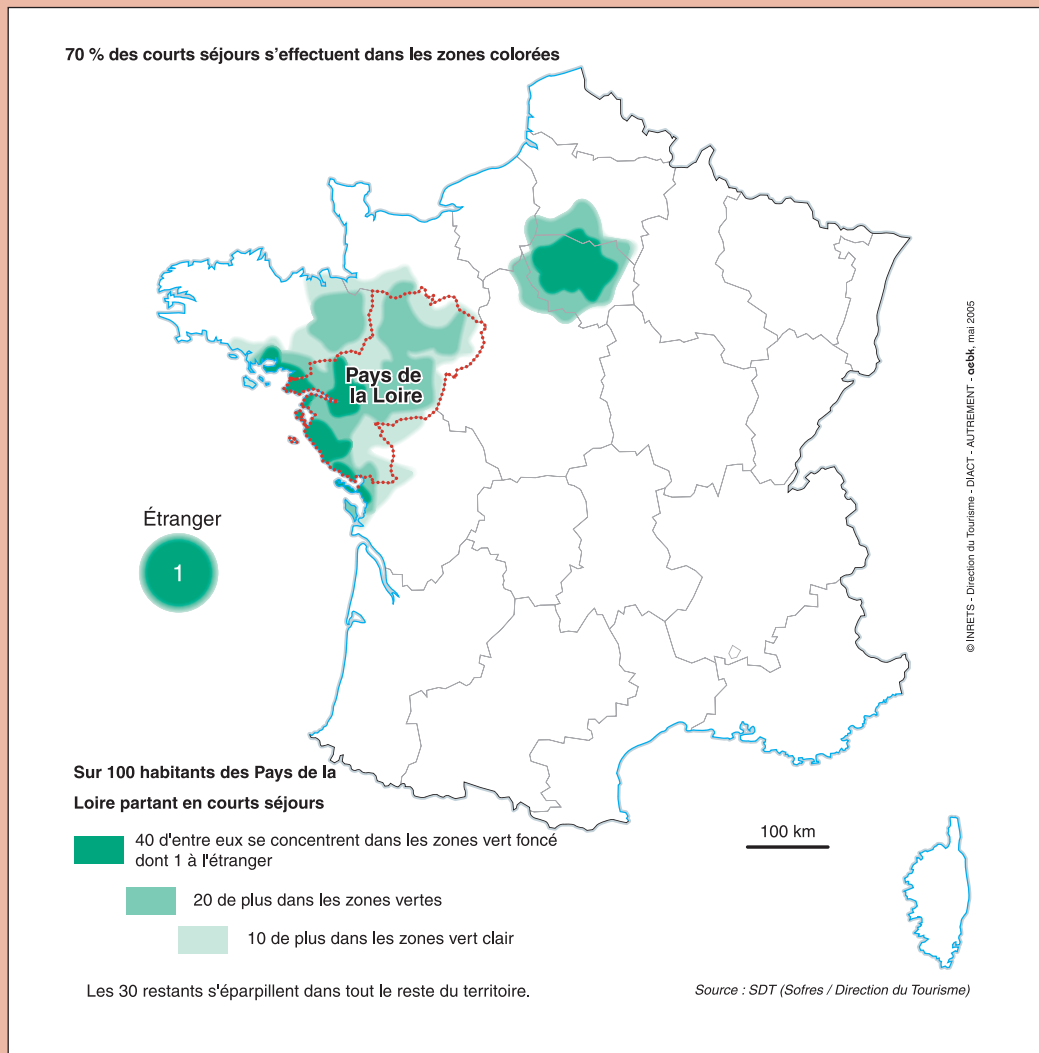 70 % des courts séjours s'effectuent dans les zones colorées
Pays de
la Loire
Étranger
1
© INRETS - Direction du Tourisme - DIACT - AUTREMENT - aebk, mai 2005
Sur 100 habitants des Pays de la
Loire partant en courts séjours
40 d'entre eux se concentrent dans les zones vert foncé
dont 1 à l'étranger
20 de plus dans les zones vertes
10 de plus dans les zones vert clair
Les 30 restants s'éparpillent dans tout le reste du territoire.
100 km
Source : SDT (Sofres / Direction du Tourisme)